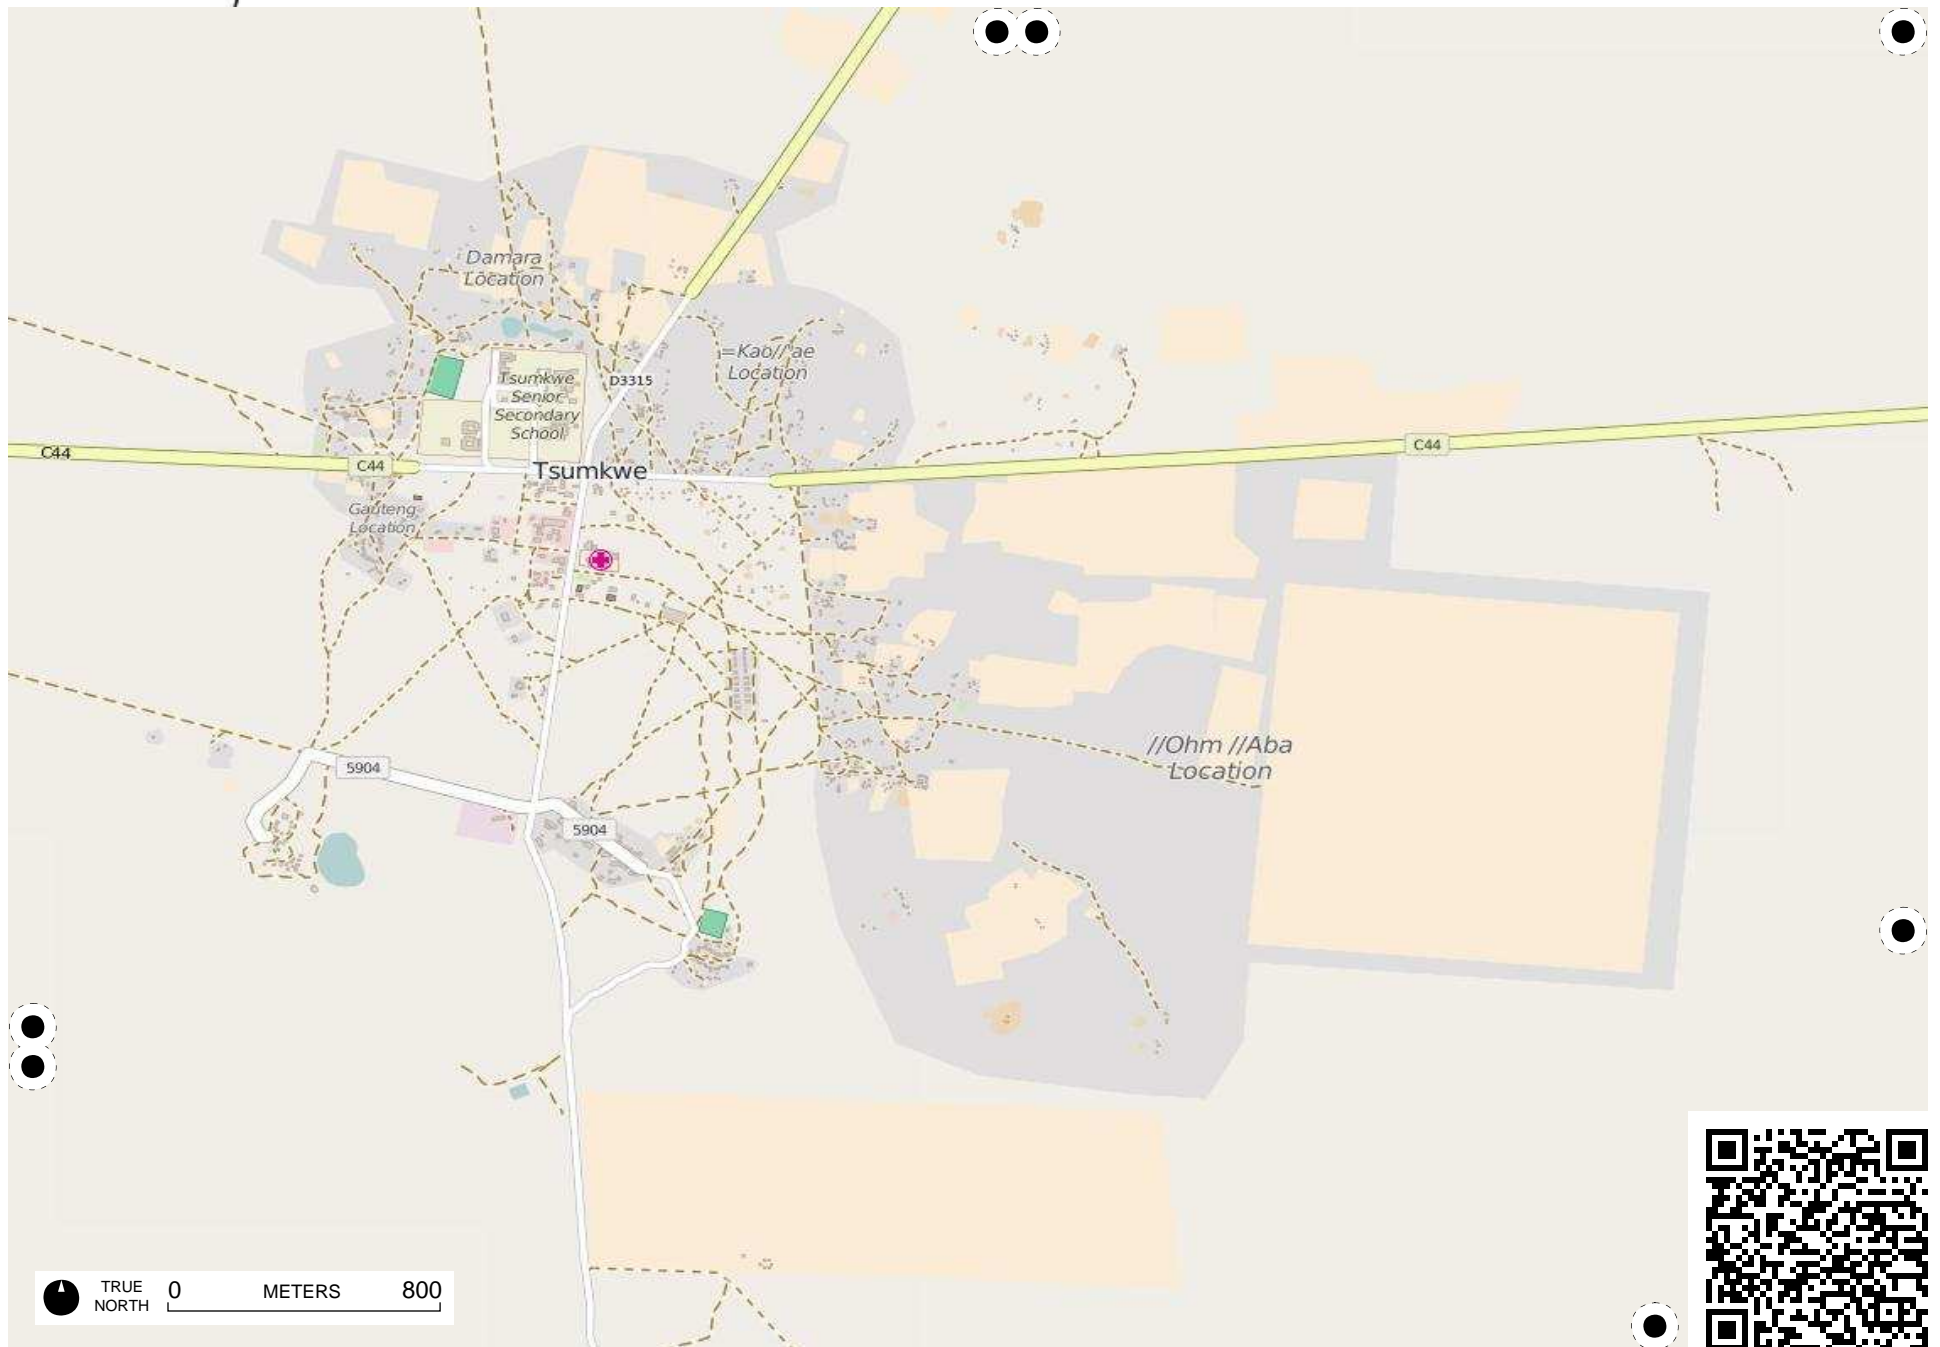 Damara
Location
=Kao//'ae
Location
D3315
Tsumkwe
Senior
Secondary
School
C44
C44
C44
Tsumkwe
Gauteng
Location
//Ohm //Aba
Location
5904
5904
TRUE
NORTH
0 METERS 800